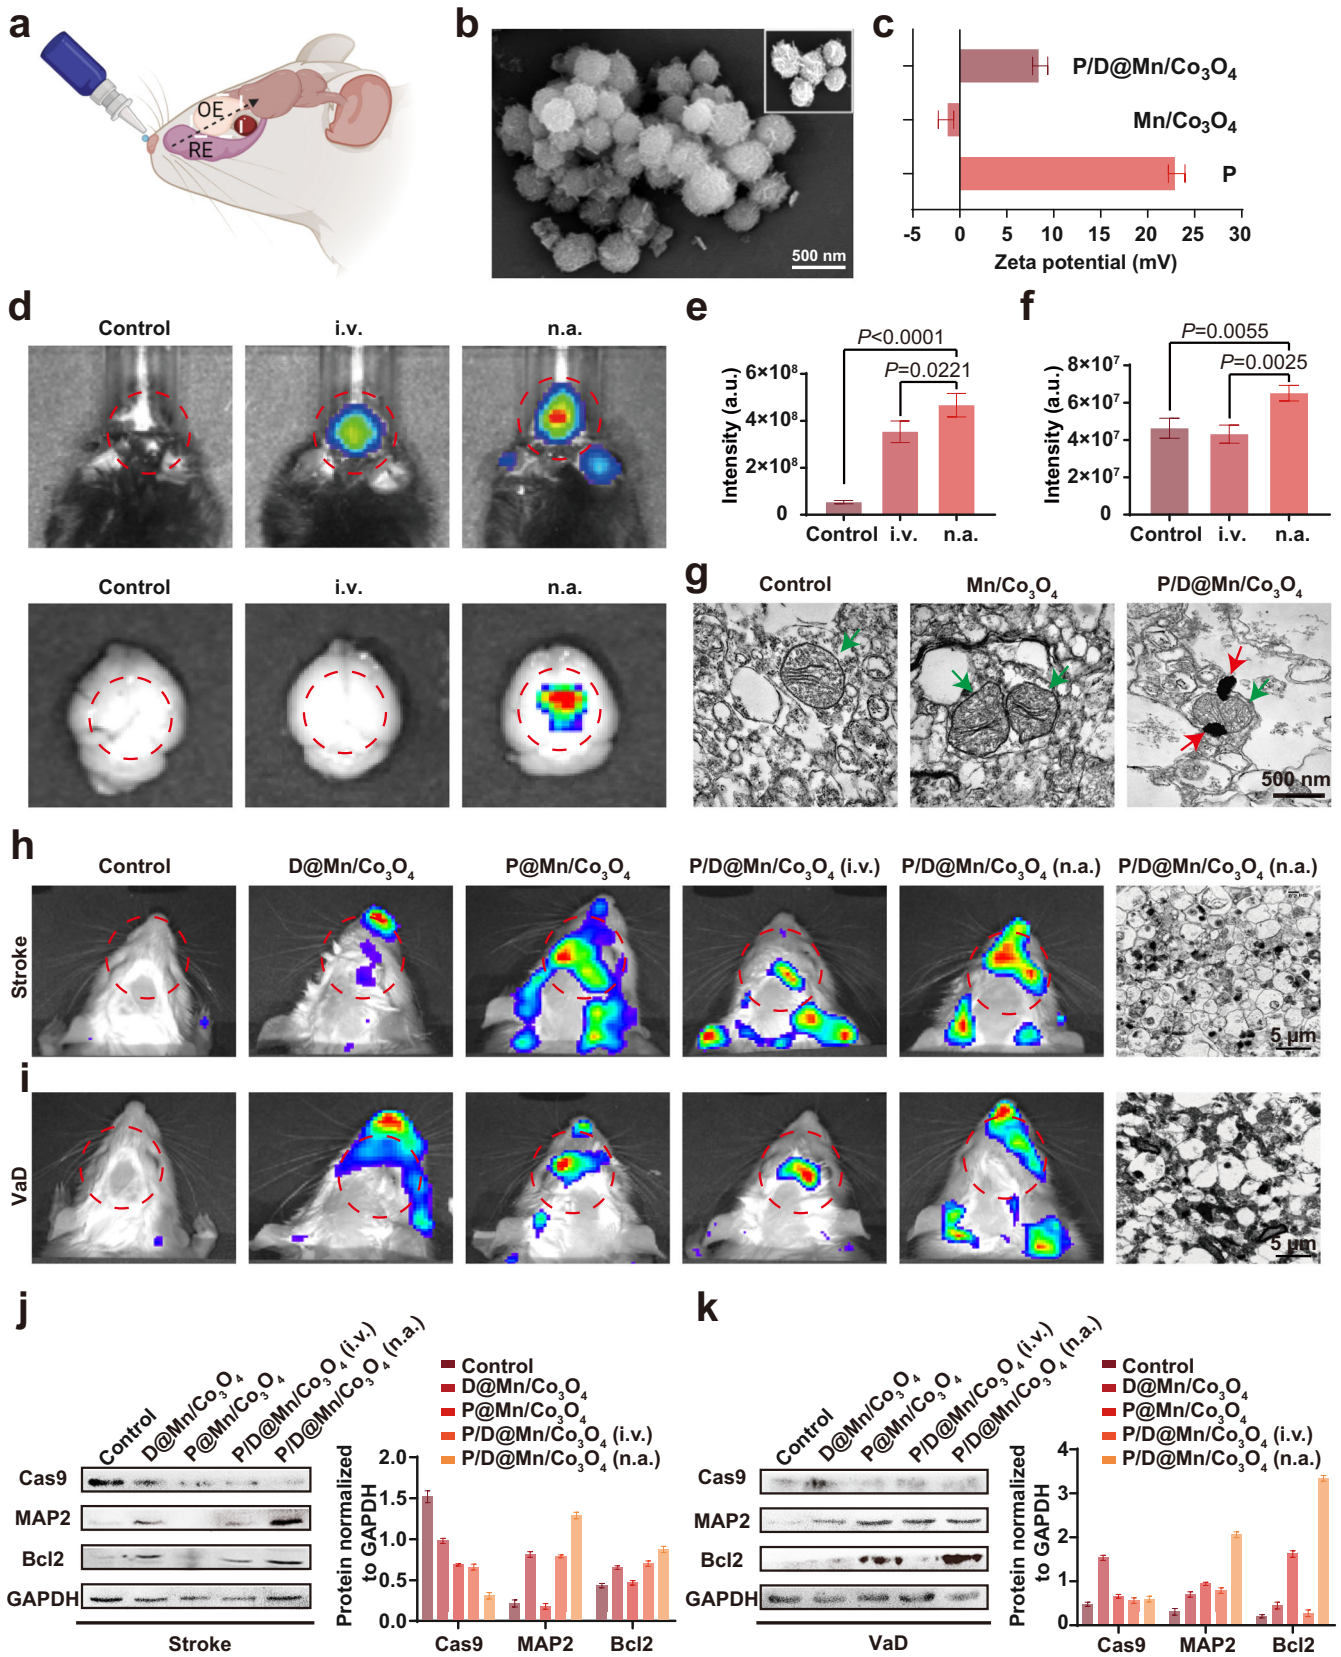 a
OE
RE
b
500 nm
c
P/D@Mn/Co₃O₄
Mn/Co₃O₄
P
-5 0 5 10 15 20 25 30
Zeta potential (mV)
d
Control i.v. n.a.
Control i.v. n.a.
e
P<0.0001
P=0.0221
Intensity (a.u.)
6×10⁸
4×10⁸
2×10⁸
0
Control i.v. n.a.
f
P=0.0055
P=0.0025
Intensity (a.u.)
8×10⁷
6×10⁷
4×10⁷
2×10⁷
0
Control i.v. n.a.
g
Control Mn/Co₃O₄ P/D@Mn/Co₃O₄
500 nm
h
Control D@Mn/Co₃O₄ P@Mn/Co₃O₄ P/D@Mn/Co₃O₄ (i.v.) P/D@Mn/Co₃O₄ (n.a.) P/D@Mn/Co₃O₄ (n.a.)
Stroke
5 µm
i
VaD
5 µm
j
Control
D@Mn/Co₃O₄
P@Mn/Co₃O₄
P/D@Mn/Co₃O₄ (i.v.)
P/D@Mn/Co₃O₄ (n.a.)
Cas9
MAP2
Bcl2
GAPDH
Stroke
Control
D@Mn/Co₃O₄
P@Mn/Co₃O₄
P/D@Mn/Co₃O₄ (i.v.)
P/D@Mn/Co₃O₄ (n.a.)
Protein normalized
to GAPDH
2.0
1.5
1.0
0.5
0.0
Cas9 MAP2 Bcl2
k
Control
D@Mn/Co₃O₄
P@Mn/Co₃O₄
P/D@Mn/Co₃O₄ (i.v.)
P/D@Mn/Co₃O₄ (n.a.)
Cas9
MAP2
Bcl2
GAPDH
VaD
Control
D@Mn/Co₃O₄
P@Mn/Co₃O₄
P/D@Mn/Co₃O₄ (i.v.)
P/D@Mn/Co₃O₄ (n.a.)
Protein normalized
to GAPDH
4
3
2
1
0
Cas9 MAP2 Bcl2